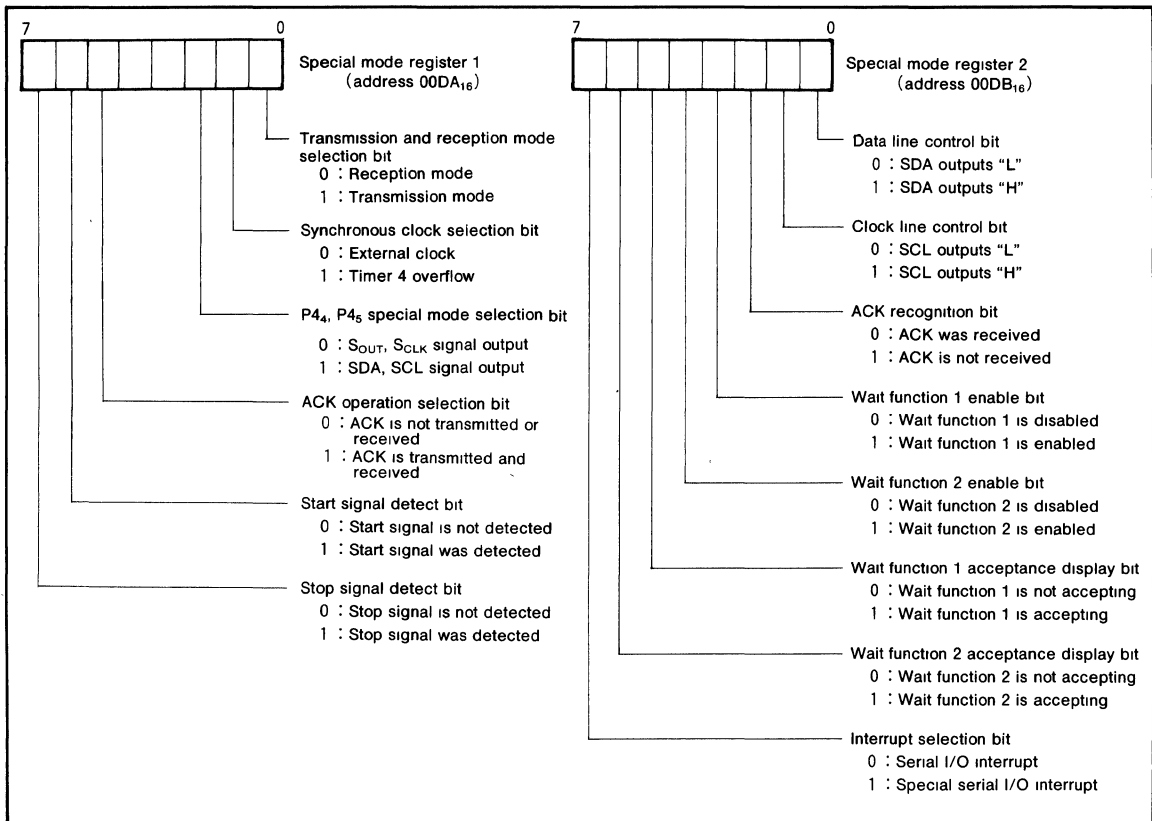 7 0
Special mode register 1
(address 00DA₁₆)
Transmission and reception mode
selection bit
0 : Reception mode
1 : Transmission mode
Synchronous clock selection bit
0 : External clock
1 : Timer 4 overflow
P4₄, P4₅ special mode selection bit
0 : S_OUT, S_CLK signal output
1 : SDA, SCL signal output
ACK operation selection bit
0 : ACK is not transmitted or
received
1 : ACK is transmitted and
received
Start signal detect bit
0 : Start signal is not detected
1 : Start signal was detected
Stop signal detect bit
0 : Stop signal is not detected
1 : Stop signal was detected
7 0
Special mode register 2
(address 00DB₁₆)
Data line control bit
0 : SDA outputs “L”
1 : SDA outputs “H”
Clock line control bit
0 : SCL outputs “L”
1 : SCL outputs “H”
ACK recognition bit
0 : ACK was received
1 : ACK is not received
Wait function 1 enable bit
0 : Wait function 1 is disabled
1 : Wait function 1 is enabled
Wait function 2 enable bit
0 : Wait function 2 is disabled
1 : Wait function 2 is enabled
Wait function 1 acceptance display bit
0 : Wait function 1 is not accepting
1 : Wait function 1 is accepting
Wait function 2 acceptance display bit
0 : Wait function 2 is not accepting
1 : Wait function 2 is accepting
Interrupt selection bit
0 : Serial I/O interrupt
1 : Special serial I/O interrupt